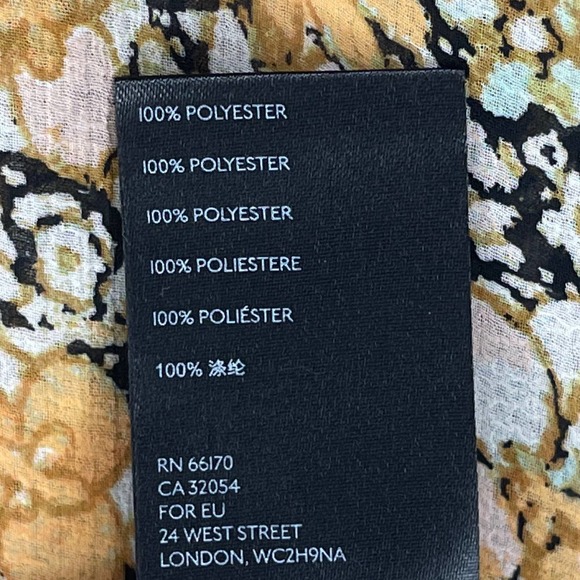 100% POLYESTER
100% POLYESTER
100% POLYESTER
100% POLIESTERE
100% POLIÉSTER
100% 涤纶
RN 66170
CA 32054
FOR EU
24 WEST STREET
LONDON, WC2H9NA